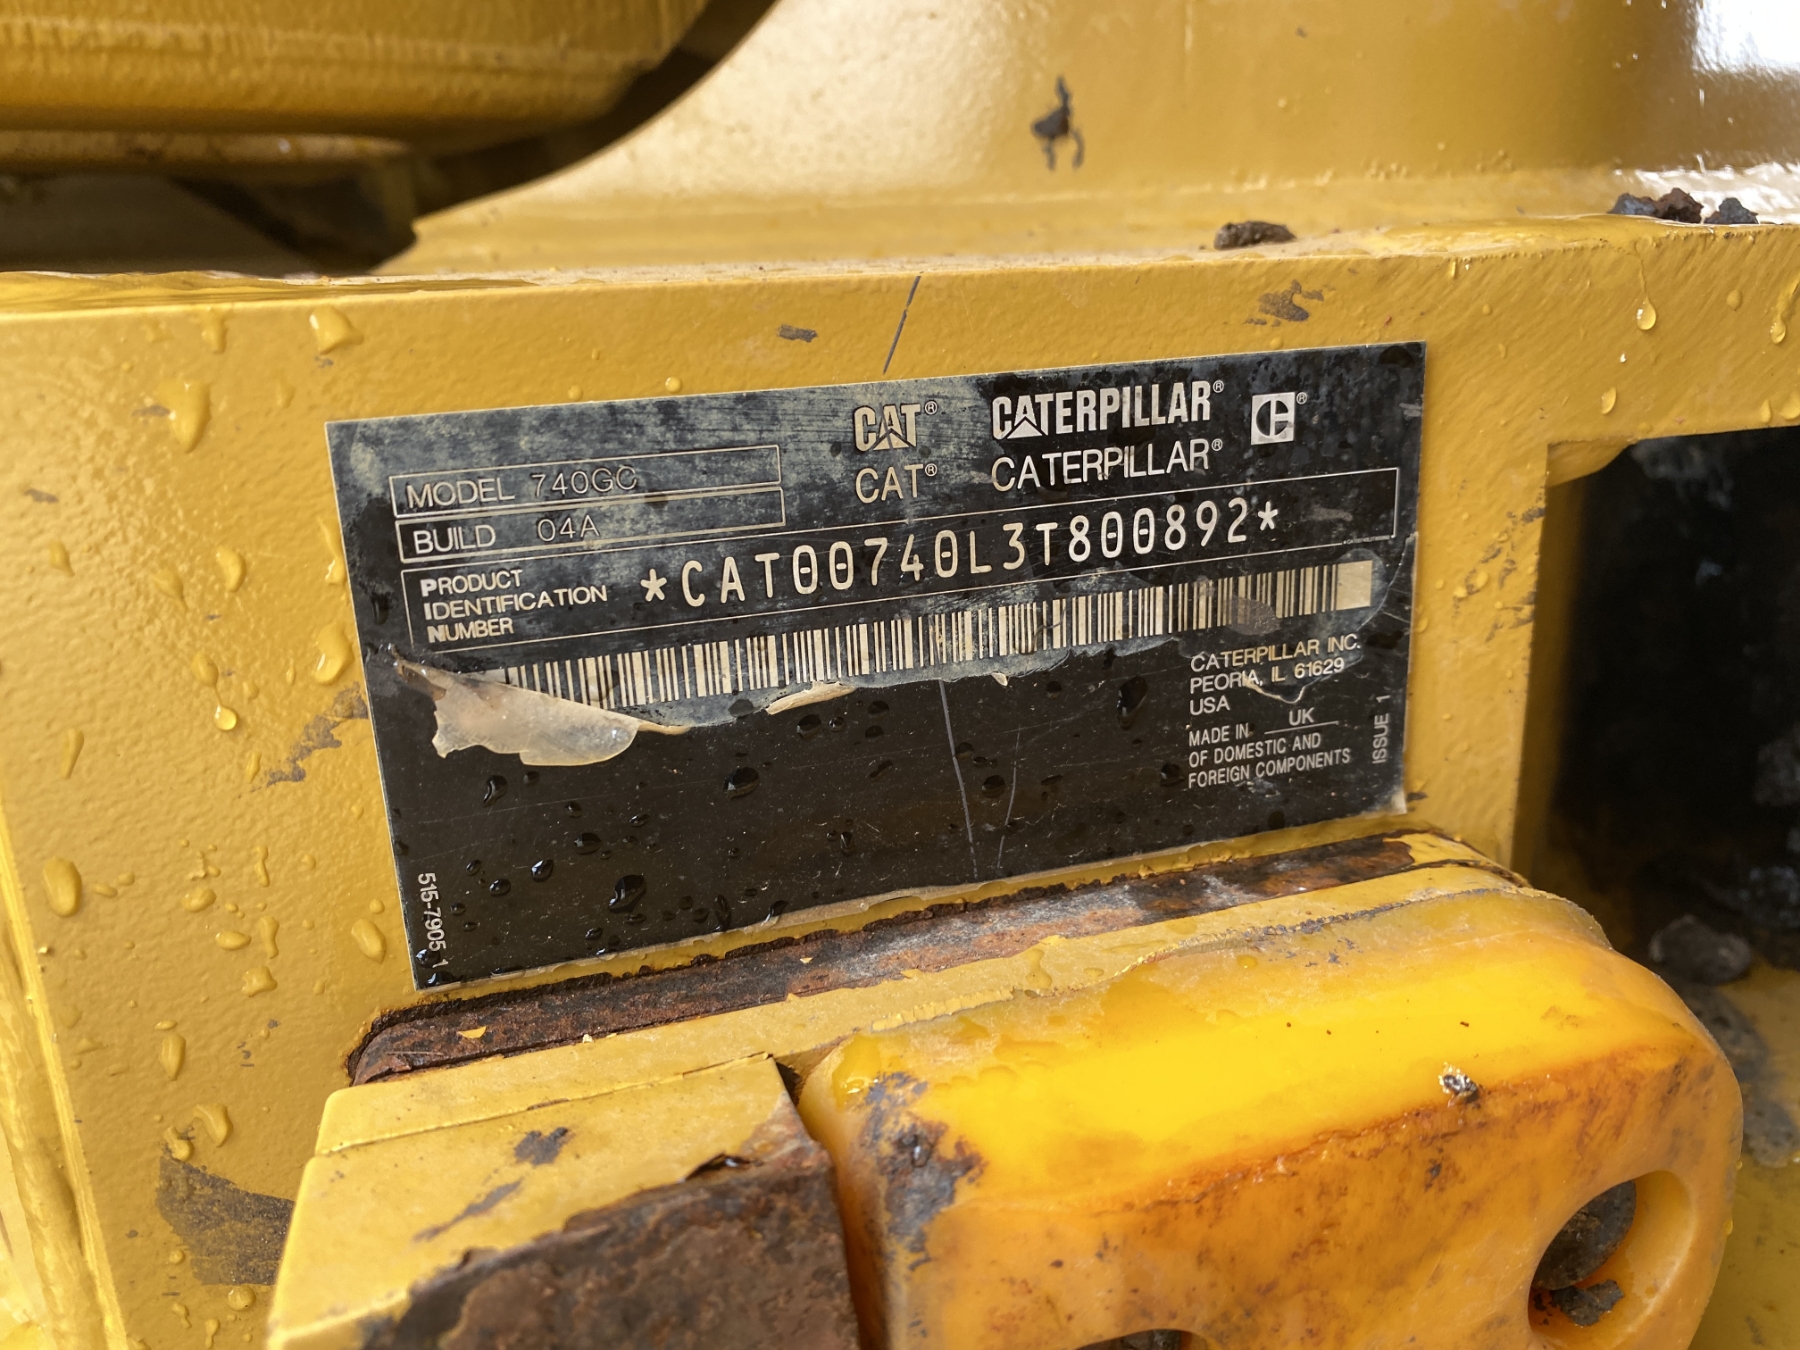 CAT® CATERPILLAR® C®
CAT® CATERPILLAR®
MODEL 740GC
BUILD 04A
PRODUCT
IDENTIFICATION
NUMBER
*CAT00740L3T800892*
CATERPILLAR INC.
PEORIA, IL 61629
USA
MADE IN UK
OF DOMESTIC AND
FOREIGN COMPONENTS
ISSUE 1
515-7905 1